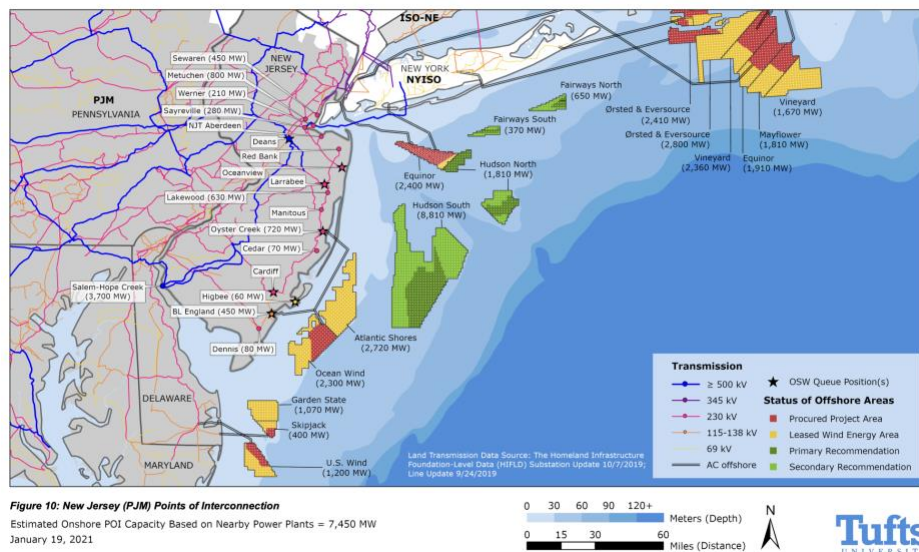 ISO-NE
NEW
JERSEY
NEW YORK
NYISO
PJM
PENNSYLVANIA
Sewaren (450 MW)
Metuchen (800 MW)
Werner (210 MW)
Sayreville (280 MW)
NJT Aberdeen
Deans
Red Bank
Oceanview
Larrabee
Lakewood (630 MW)
Manitous
Oyster Creek (720 MW)
Cedar (70 MW)
Cardiff
Salem-Hope Creek
(3,700 MW)
Higbee (60 MW)
BL England (450 MW)
Dennis (80 MW)
DELAWARE
MARYLAND
Fairways North
(650 MW)
Fairways South
(370 MW)
Equinor
(2,400 MW)
Hudson North
(1,810 MW)
Hudson South
(8,810 MW)
Ørsted & Eversource
(2,410 MW)
Ørsted & Eversource
(2,800 MW)
Vineyard
(2,360 MW)
Equinor
(1,910 MW)
Mayflower
(1,810 MW)
Vineyard
(1,670 MW)
Atlantic Shores
(2,720 MW)
Ocean Wind
(2,300 MW)
Garden State
(1,070 MW)
Skipjack
(400 MW)
U.S. Wind
(1,200 MW)
Land Transmission Data Source: The Homeland Infrastructure
Foundation-Level Data (HIFLD) Substation Update 10/7/2019;
Line Update 9/24/2019
Transmission
≥ 500 kV
345 kV
230 kV
115-138 kV
69 kV
AC offshore
OSW Queue Position(s)
Status of Offshore Areas
Procured Project Area
Leased Wind Energy Area
Primary Recommendation
Secondary Recommendation
Figure 10: New Jersey (PJM) Points of Interconnection
Estimated Onshore POI Capacity Based on Nearby Power Plants = 7,450 MW
January 19, 2021
0 30 60 90 120+
Meters (Depth)
0 15 30 60
Miles (Distance)
N
Tufts